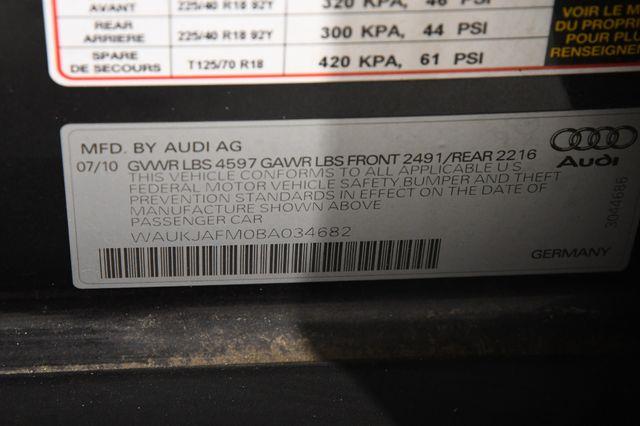 AVANT 225/40 R18 92Y 320 KPA, 46 PSI
REAR
ARRIERE 225/40 R18 92Y 300 KPA, 44 PSI
SPARE
DE SECOURS T125/70 R18 420 KPA, 61 PSI
VOIR LE M
DU PROPRIE
POUR PLUS
RENSEIGNE
MFD. BY AUDI AG
07/10 GVWR LBS 4597 GAWR LBS FRONT 2491/REAR 2216
THIS VEHICLE CONFORMS TO ALL APPLICABLE U S
FEDERAL MOTOR VEHICLE SAFETY,BUMPER AND THEFT
PREVENTION STANDARDS IN EFFECT ON THE DATE OF
MANUFACTURE SHOWN ABOVE
PASSENGER CAR
WAUKJAFM0BA034682
Audi
3044686
GERMANY